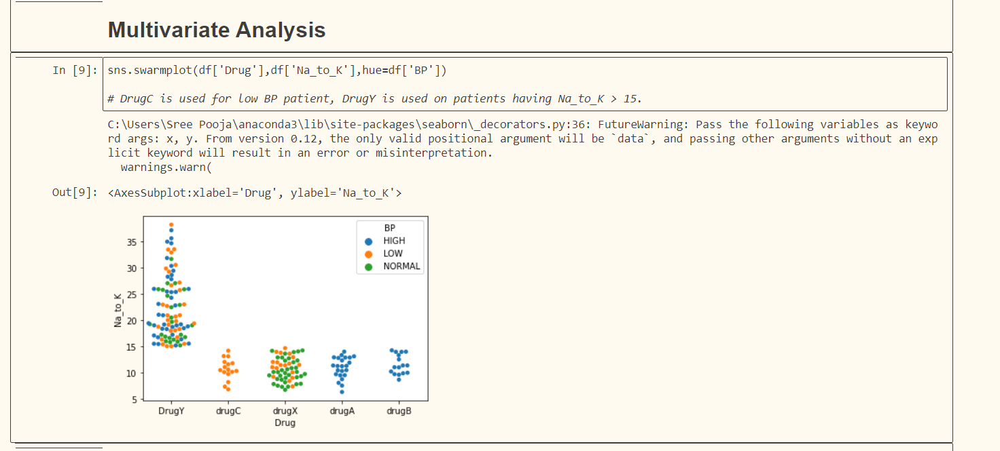 Multivariate Analysis
In [9]: sns.swarmplot(df['Drug'],df['Na_to_K'],hue=df['BP'])
# DrugC is used for low BP patient, DrugY is used on patients having Na_to_K > 15.
C:\Users\Sree Pooja\anaconda3\lib\site-packages\seaborn\_decorators.py:36: FutureWarning: Pass the following variables as keywo
rd args: x, y. From version 0.12, the only valid positional argument will be `data`, and passing other arguments without an exp
licit keyword will result in an error or misinterpretation.
warnings.warn(
Out[9]: <AxesSubplot:xlabel='Drug', ylabel='Na_to_K'>
BP
HIGH
LOW
NORMAL
35
30
25
20
15
10
5
Na_to_K
DrugY drugC drugX drugA drugB
Drug